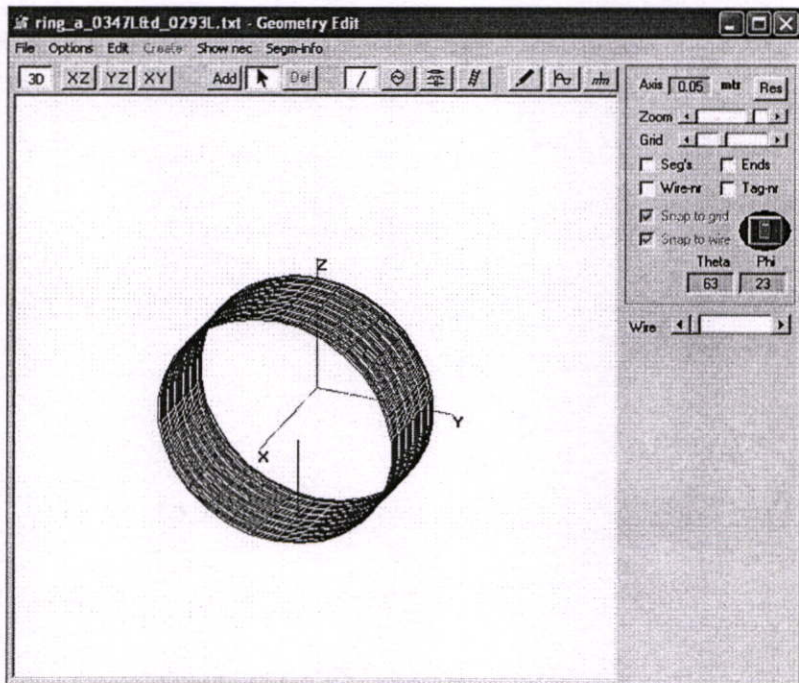 ring_a_0347L&d_0293L.txt - Geometry Edit
File Options Edit Create Show nec Segm-info
3D XZ YZ XY Add Del
Axis 0.05 mtr Res
Zoom
Grid
Seg's Ends
Wire-nr Tag-nr
Snap to grid
Snap to wire
Theta Phi
63 23
Wire
Z
Y
X